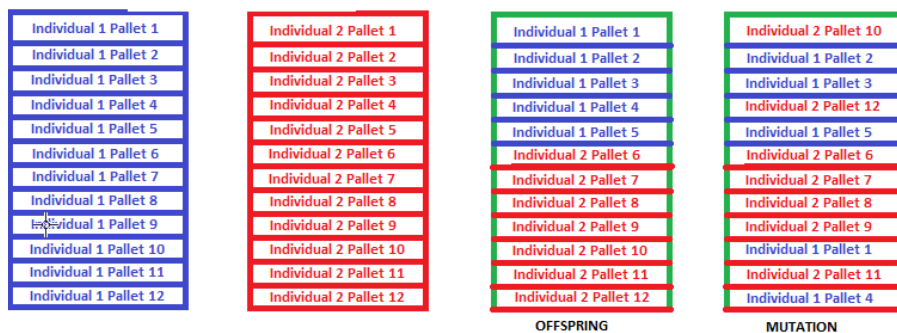 Individual 1 Pallet 1
Individual 1 Pallet 2
Individual 1 Pallet 3
Individual 1 Pallet 4
Individual 1 Pallet 5
Individual 1 Pallet 6
Individual 1 Pallet 7
Individual 1 Pallet 8
Individual 1 Pallet 9
Individual 1 Pallet 10
Individual 1 Pallet 11
Individual 1 Pallet 12
Individual 2 Pallet 1
Individual 2 Pallet 2
Individual 2 Pallet 3
Individual 2 Pallet 4
Individual 2 Pallet 5
Individual 2 Pallet 6
Individual 2 Pallet 7
Individual 2 Pallet 8
Individual 2 Pallet 9
Individual 2 Pallet 10
Individual 2 Pallet 11
Individual 2 Pallet 12
Individual 1 Pallet 1
Individual 1 Pallet 2
Individual 1 Pallet 3
Individual 1 Pallet 4
Individual 1 Pallet 5
Individual 2 Pallet 6
Individual 2 Pallet 7
Individual 2 Pallet 8
Individual 2 Pallet 9
Individual 2 Pallet 10
Individual 2 Pallet 11
Individual 2 Pallet 12
OFFSPRING
Individual 2 Pallet 10
Individual 1 Pallet 2
Individual 1 Pallet 3
Individual 2 Pallet 12
Individual 1 Pallet 5
Individual 2 Pallet 6
Individual 2 Pallet 7
Individual 2 Pallet 8
Individual 2 Pallet 9
Individual 1 Pallet 1
Individual 2 Pallet 11
Individual 1 Pallet 4
MUTATION